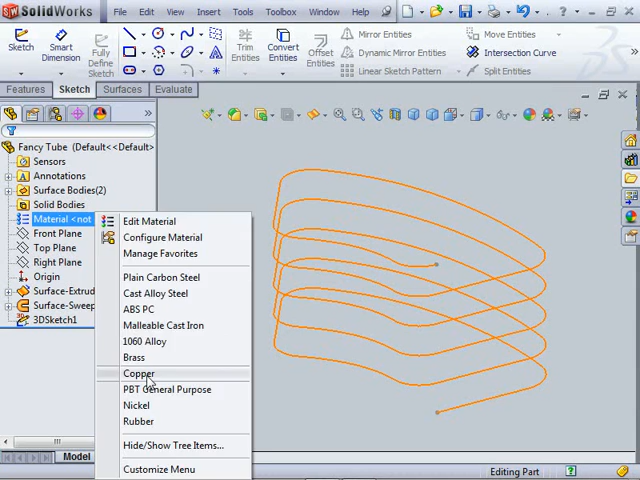 SolidWorks File Edit View Insert Tools
Sketch
Smart Dimension
Fully Define Sketch
Trim Entities
Convert Entities
Offset Entities
Mirror Entities
Dynamic Mirror Entities
Linear Sketch Pattern
Move Entities
Intersection Curve
Split Entities
Features Sketch Surfaces Evaluate
Fancy Tube (Default<<Default>
Sensors
Annotations
Surface Bodies(2)
Solid Bodies
Material <not
Front Plane
Top Plane
Right Plane
Origin
Surface-Extrud
Surface-Sweep
3DSketch1
Edit Material
Configure Material
Manage Favorites
Plain Carbon Steel
Cast Alloy Steel
ABS PC
Malleable Cast Iron
1060 Alloy
Brass
Copper
PBT General Purpose
Nickel
Rubber
Hide/Show Tree Items...
Customize Menu
Model
Editing Part